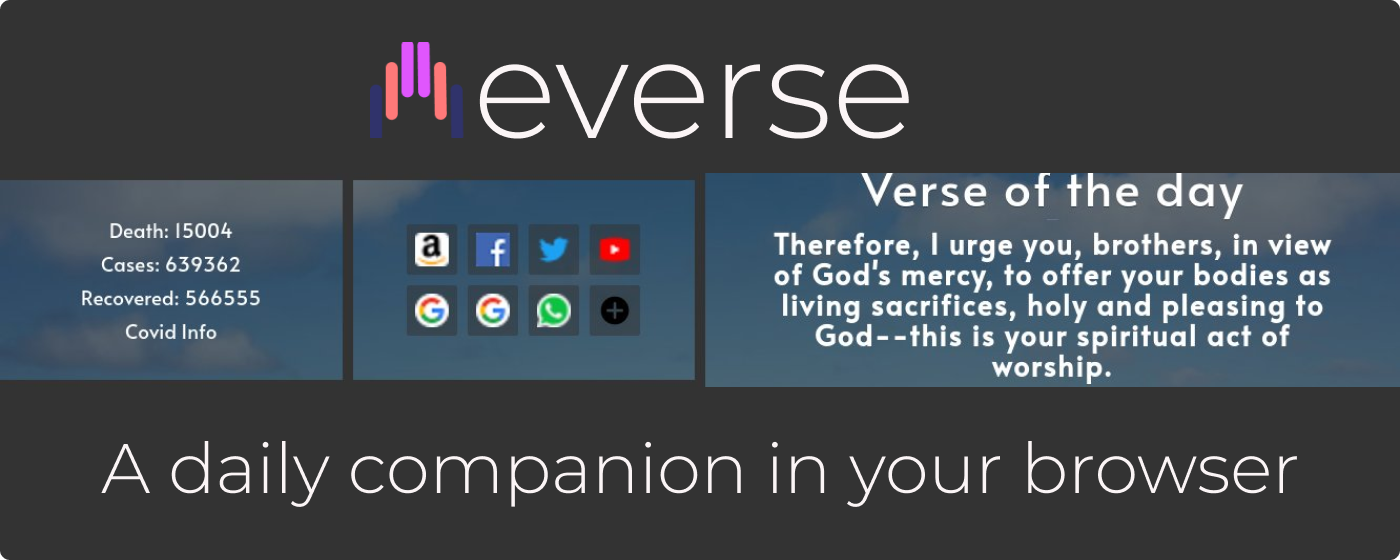 everse
Death: 15004
Cases: 639362
Recovered: 566555
Covid Info
Verse of the day
Therefore, I urge you, brothers, in view
of God's mercy, to offer your bodies as
living sacrifices, holy and pleasing to
God--this is your spiritual act of
worship.
A daily companion in your browser